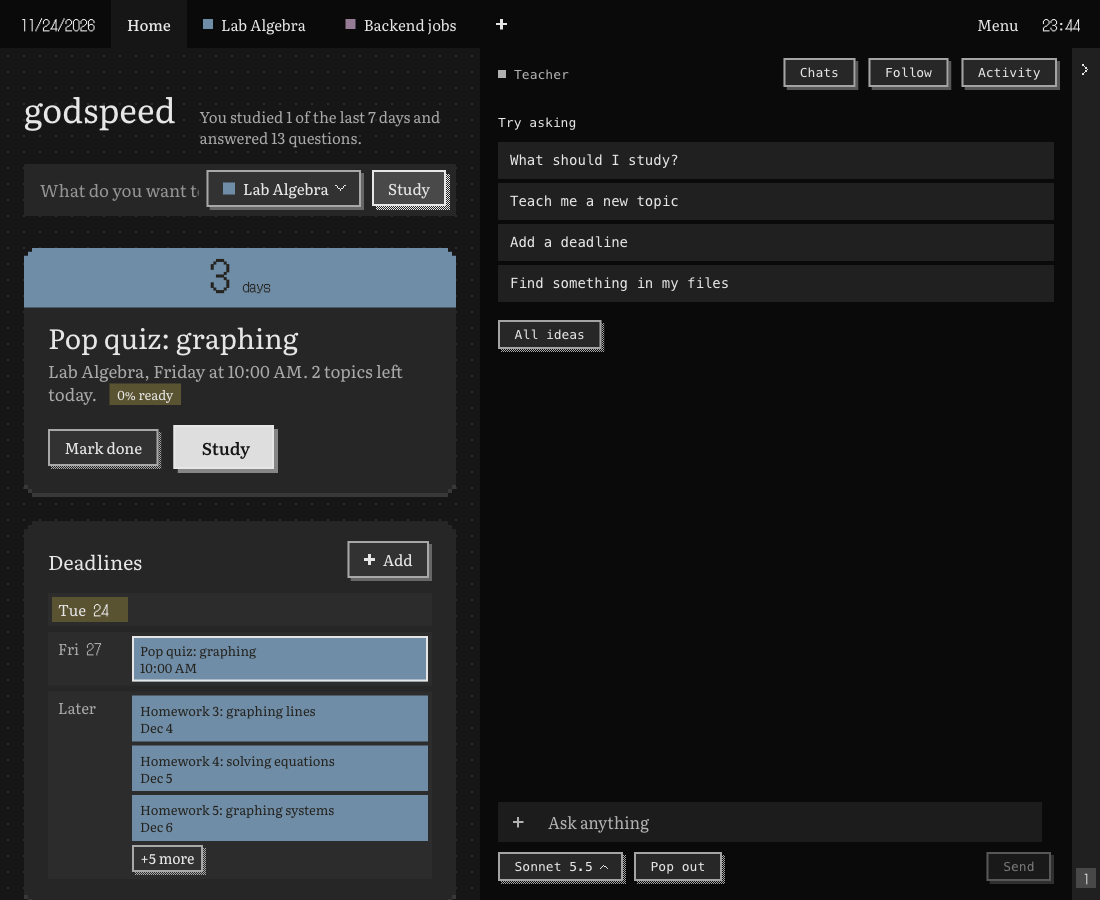 11/24/2026
Home
Lab Algebra
Backend jobs
+
Menu
23:44
godspeed
You studied 1 of the last 7 days and
answered 13 questions.
What do you want to
Lab Algebra
Study
3 days
Pop quiz: graphing
Lab Algebra, Friday at 10:00 AM. 2 topics left
today. 0% ready
Mark done
Study
Deadlines
+ Add
Tue 24
Fri 27
Pop quiz: graphing
10:00 AM
Later
Homework 3: graphing lines
Dec 4
Homework 4: solving equations
Dec 5
Homework 5: graphing systems
Dec 6
+5 more
Teacher
Chats
Follow
Activity
Try asking
What should I study?
Teach me a new topic
Add a deadline
Find something in my files
All ideas
+ Ask anything
Sonnet 5.5
Pop out
Send
1